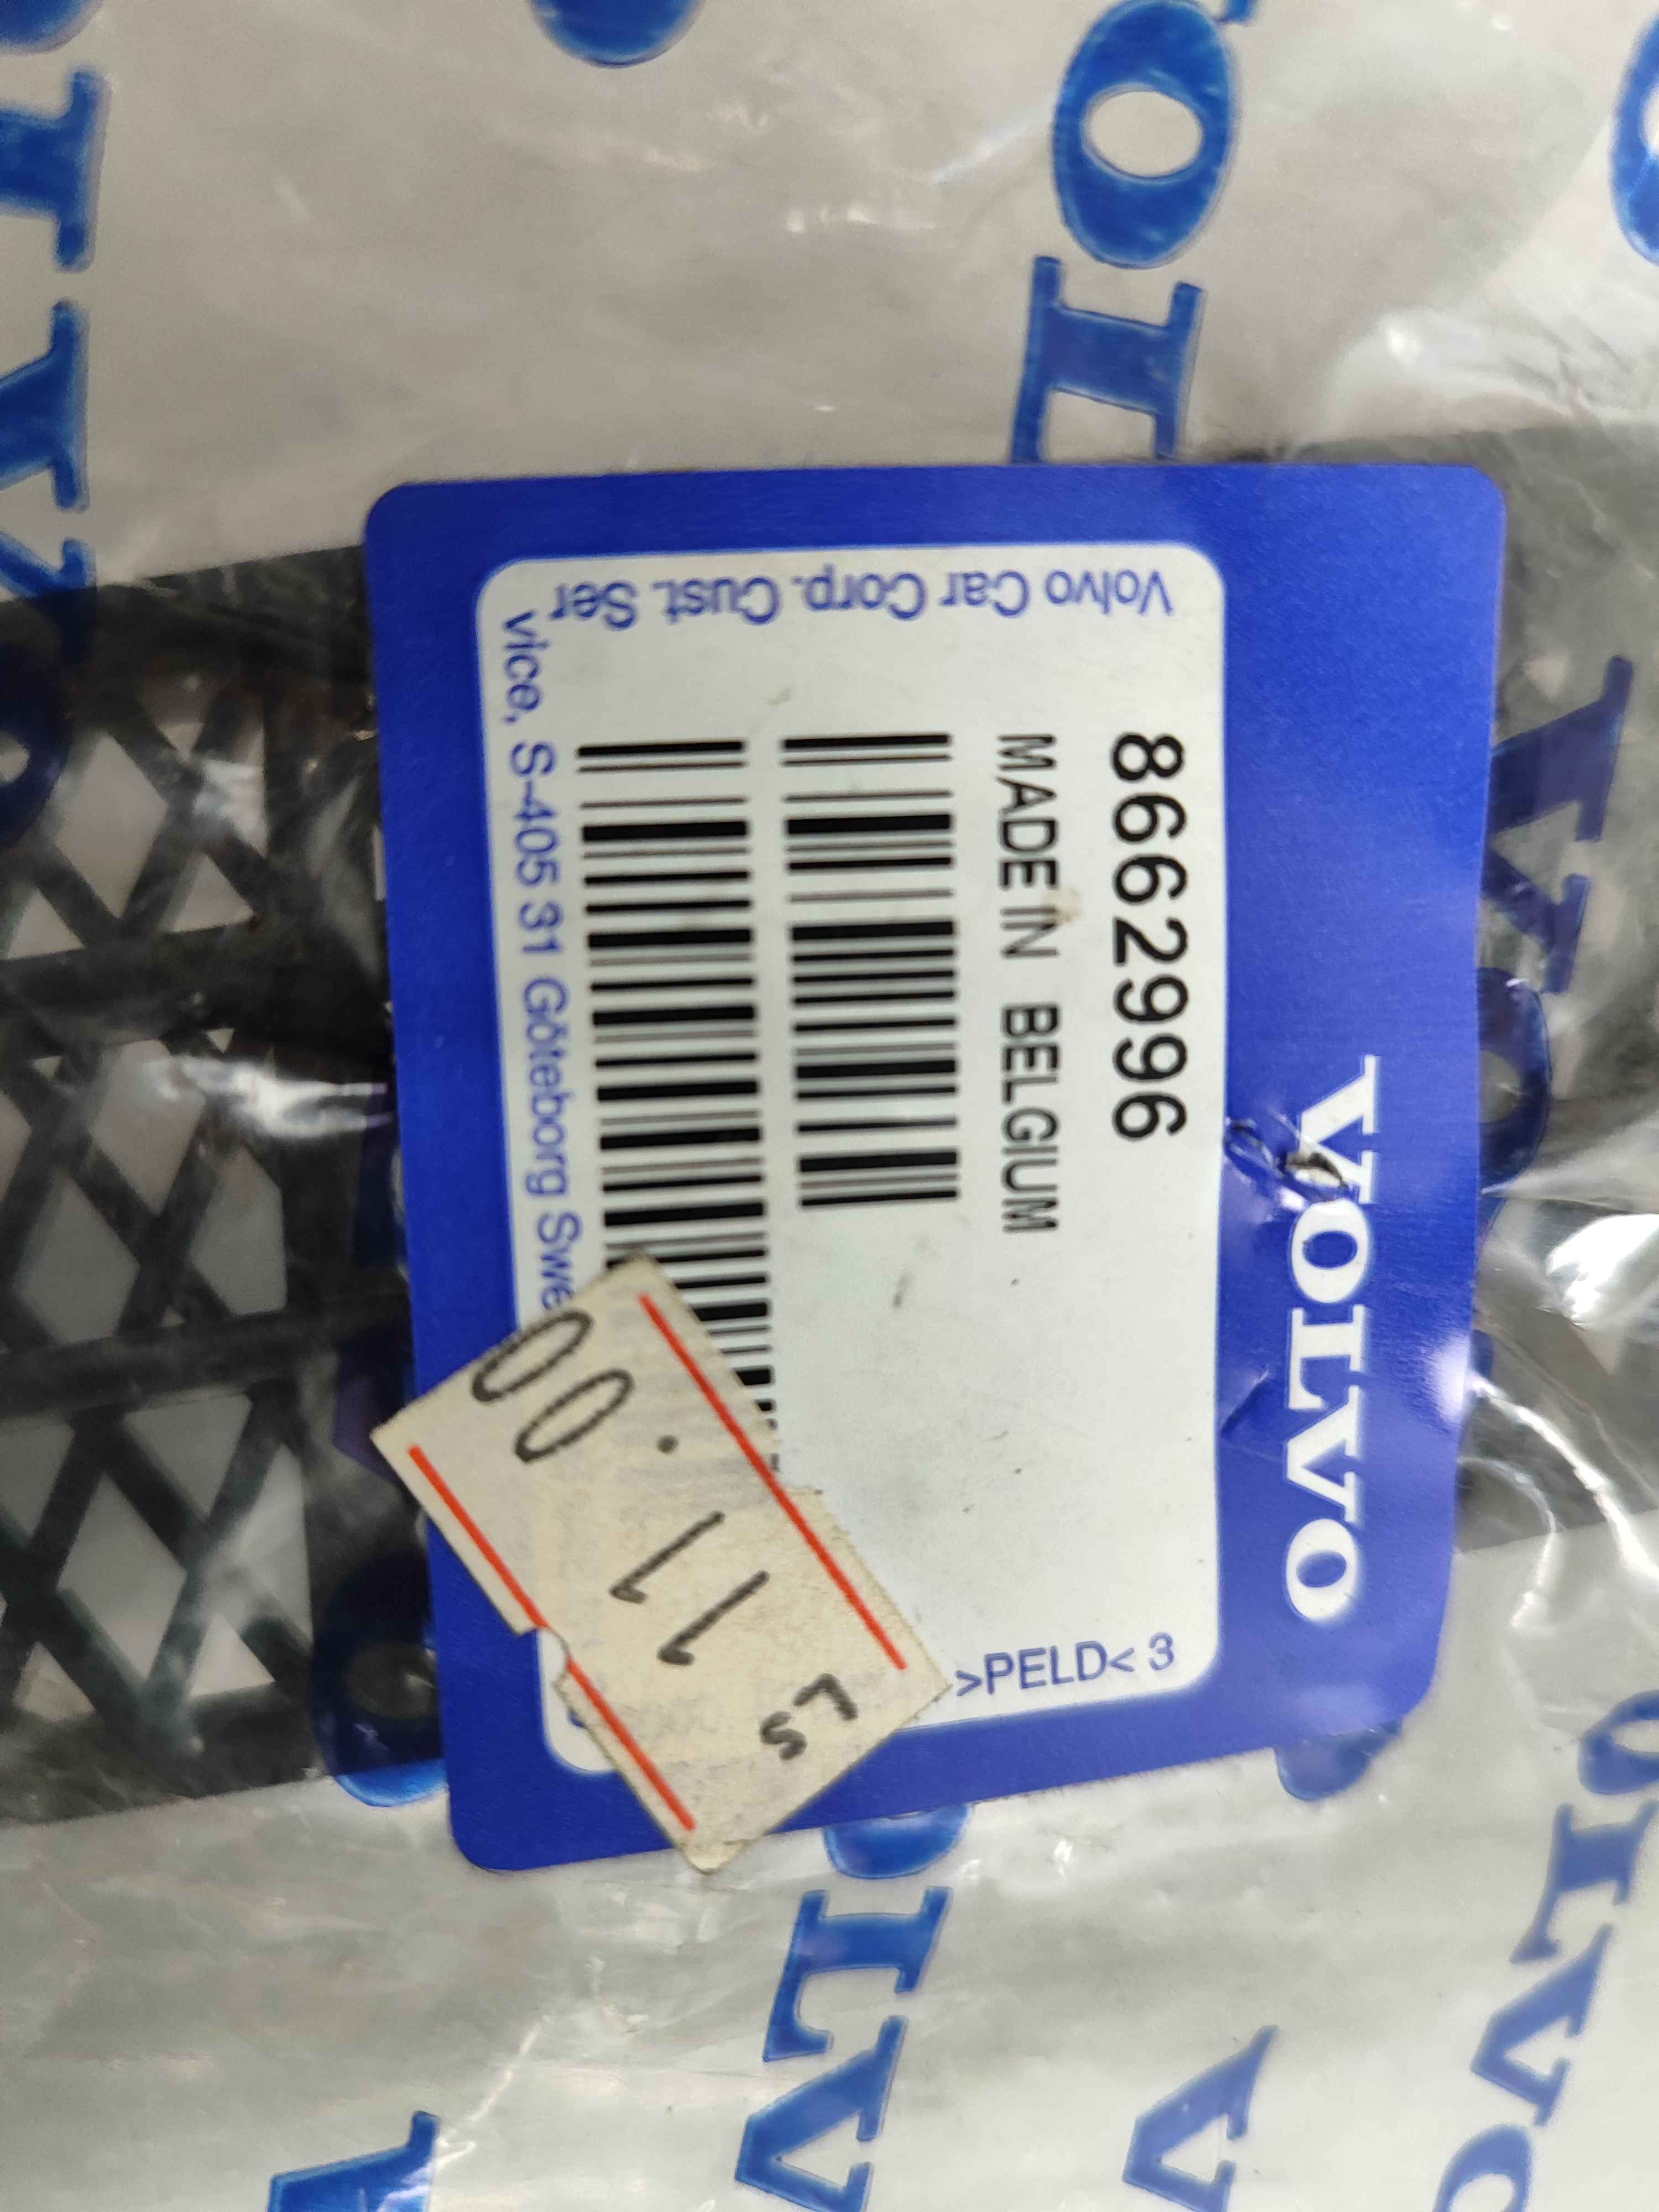 VOLVO
8662996
MADE IN BELGIUM
Volvo Car Corp. Cust. Ser
vice, S-405 31 Göteborg Swe
>PELD< 3
LS
11.00